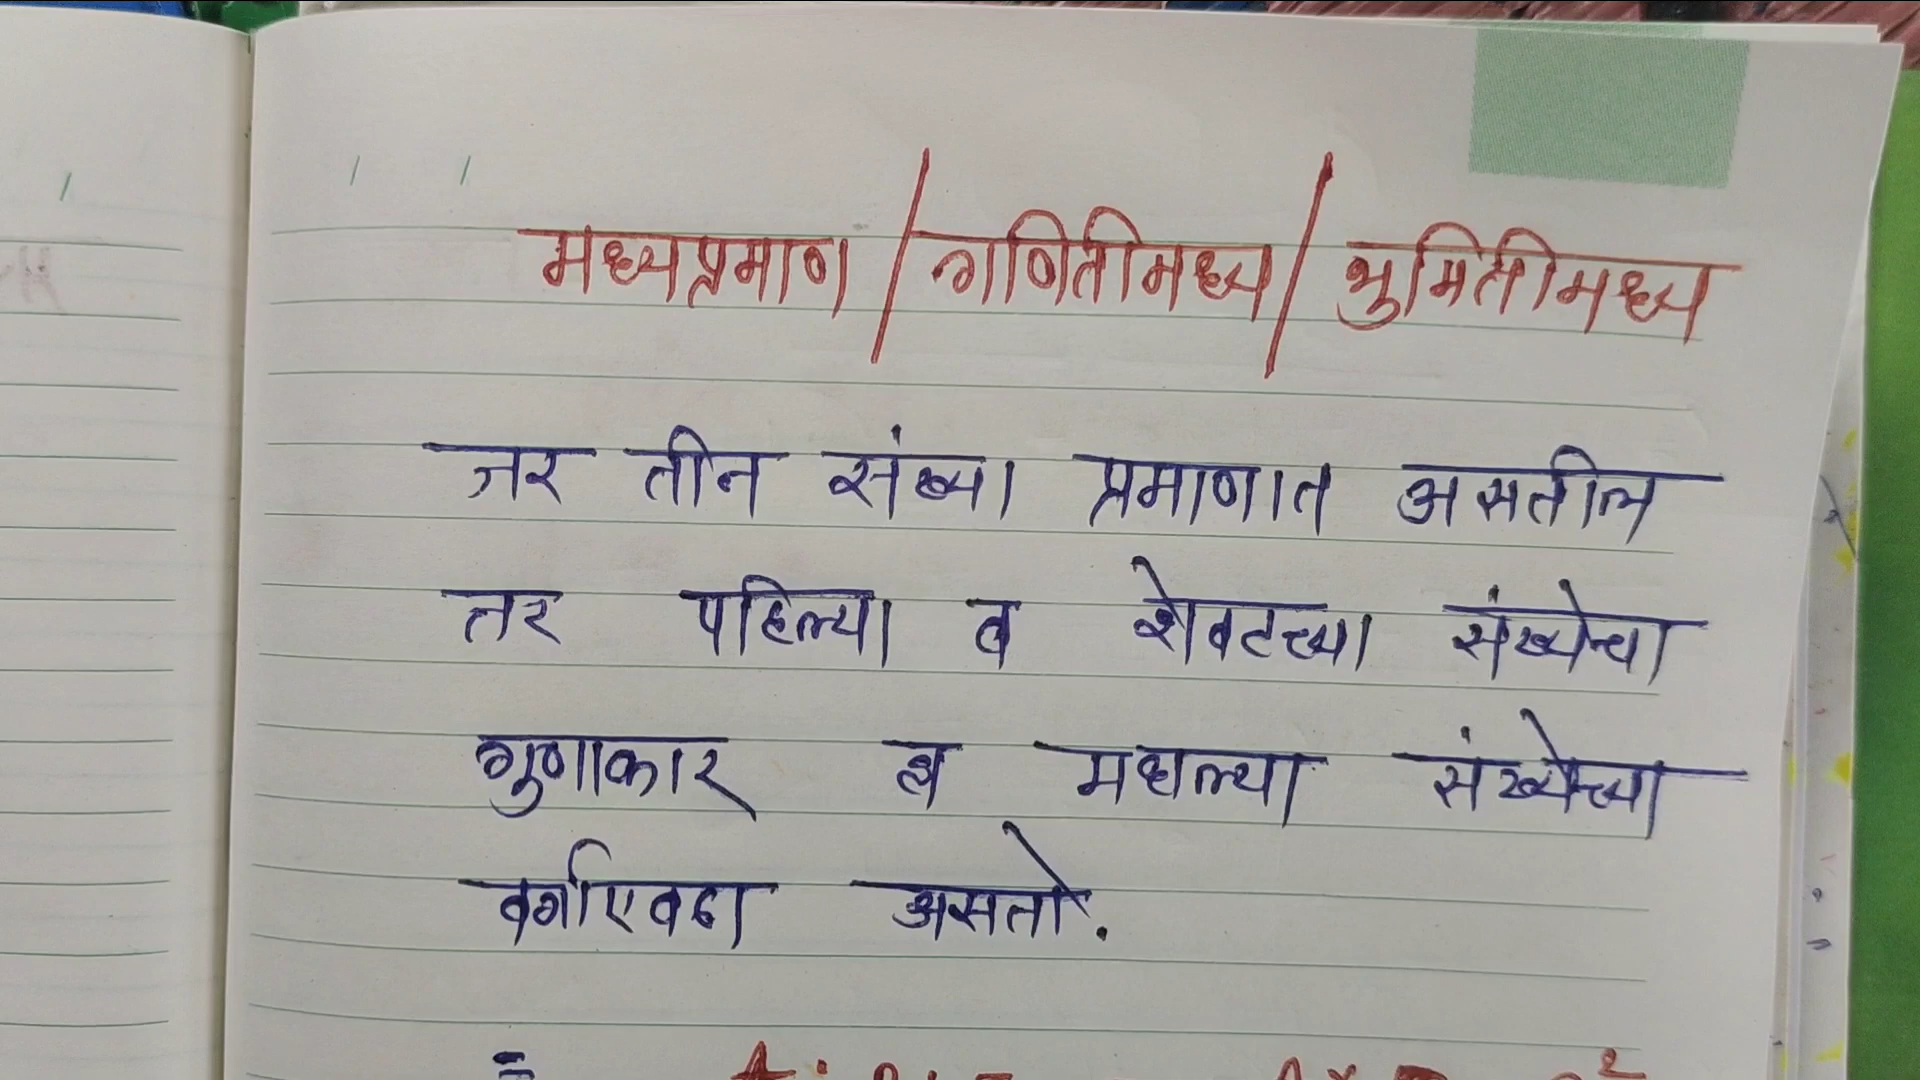 मध्यप्रमाण / गणितीमध्य / भुमितीमध्य
जर तीन संख्या प्रमाणात असतील
तर पहिल्या व शेवटच्या संख्येचा
गुणाकार हा मधल्या संख्येच्या
वर्गाएवढा असतो.